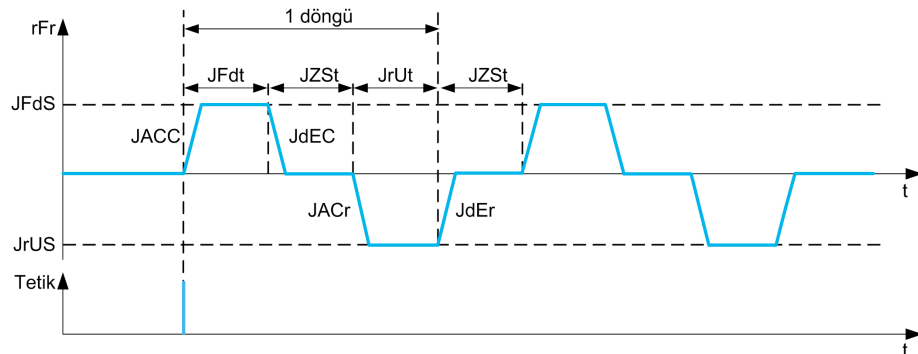 rFr
1 döngü
JFdt
JZSt
JrUt
JZSt
JFdS
JACC
JdEC
t
JACr
JdEr
JrUS
Tetik
t